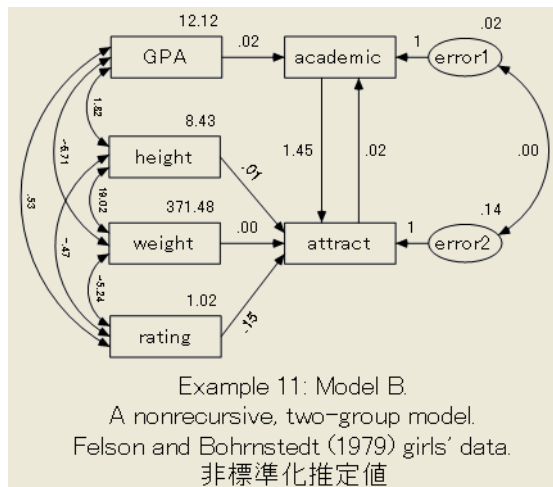 12.12
.02
GPA
.02
academic
1
error1
1.82
8.43
-6.71
height
1.45
.02
.00
.53
19.02
371.48
-.01
.14
-.47
weight
.00
attract
1
error2
-5.24
1.02
rating
.15
Example 11: Model B.
A nonrecursive, two-group model.
Felson and Bohrnstedt (1979) girls' data.
非標準化推定値